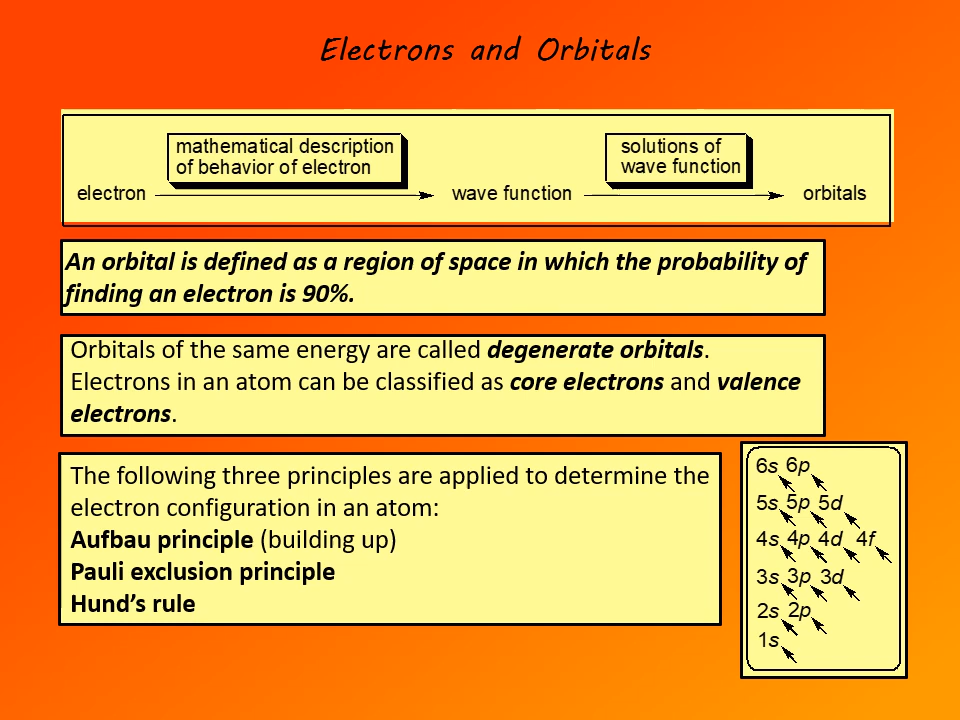 Electrons and Orbitals
mathematical description
of behavior of electron
solutions of
wave function
electron wave function orbitals
An orbital is defined as a region of space in which the probability of
finding an electron is 90%.
Orbitals of the same energy are called degenerate orbitals.
Electrons in an atom can be classified as core electrons and valence
electrons.
The following three principles are applied to determine the
electron configuration in an atom:
Aufbau principle (building up)
Pauli exclusion principle
Hund’s rule
6s 6p
5s 5p 5d
4s 4p 4d 4f
3s 3p 3d
2s 2p
1s